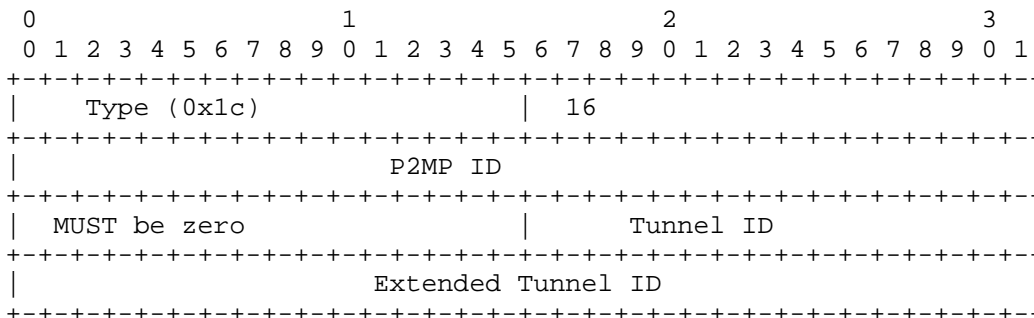 0                   1                   2                   3
0 1 2 3 4 5 6 7 8 9 0 1 2 3 4 5 6 7 8 9 0 1 2 3 4 5 6 7 8 9 0 1
+-+-+-+-+-+-+-+-+-+-+-+-+-+-+-+-+-+-+-+-+-+-+-+-+-+-+-+-+-+-+-+-
|    Type (0x1c)                | 16
+-+-+-+-+-+-+-+-+-+-+-+-+-+-+-+-+-+-+-+-+-+-+-+-+-+-+-+-+-+-+-+-
|                       P2MP ID
+-+-+-+-+-+-+-+-+-+-+-+-+-+-+-+-+-+-+-+-+-+-+-+-+-+-+-+-+-+-+-+-
|  MUST be zero                 |      Tunnel ID
+-+-+-+-+-+-+-+-+-+-+-+-+-+-+-+-+-+-+-+-+-+-+-+-+-+-+-+-+-+-+-+-
|                      Extended Tunnel ID
+-+-+-+-+-+-+-+-+-+-+-+-+-+-+-+-+-+-+-+-+-+-+-+-+-+-+-+-+-+-+-+-